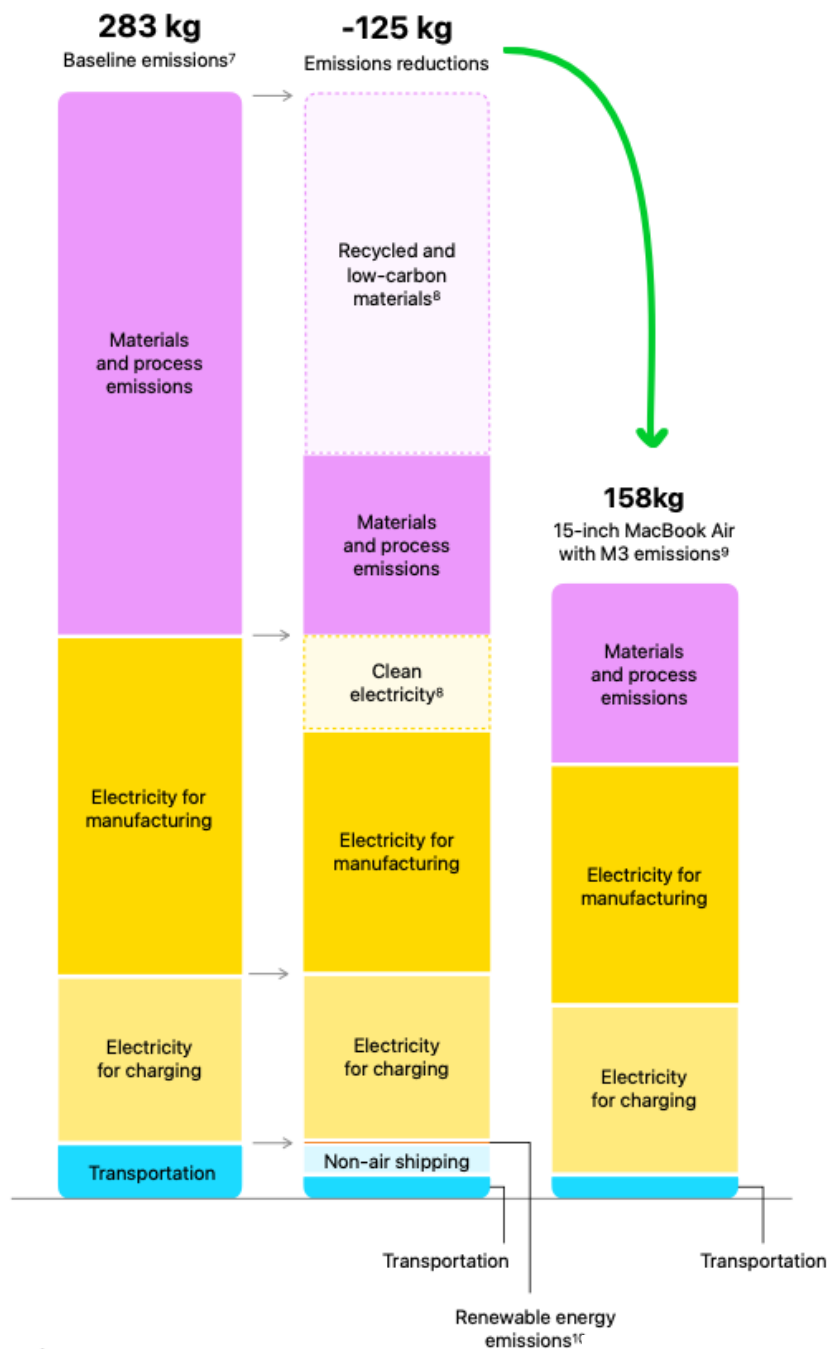 283 kg
Baseline emissions⁷
-125 kg
Emissions reductions
Materials
and process
emissions
Electricity for
manufacturing
Electricity
for charging
Transportation
Recycled and
low-carbon
materials⁸
Materials
and process
emissions
Clean
electricity⁸
Electricity for
manufacturing
Electricity
for charging
Non-air shipping
Transportation
Renewable energy
emissions¹
158kg
15-inch MacBook Air
with M3 emissions⁹
Materials
and process
emissions
Electricity for
manufacturing
Electricity
for charging
Transportation